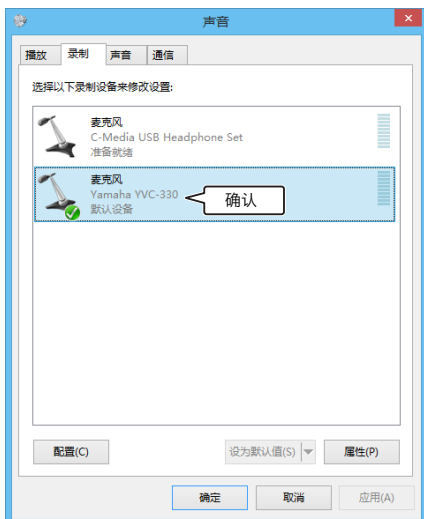 声音
播放 录制 声音 通信
选择以下录制设备来修改设置:
麦克风
C-Media USB Headphone Set
准备就绪
麦克风
Yamaha YVC-330
默认设备
确认
配置(C) 设为默认值(S) 属性(P)
确定 取消 应用(A)